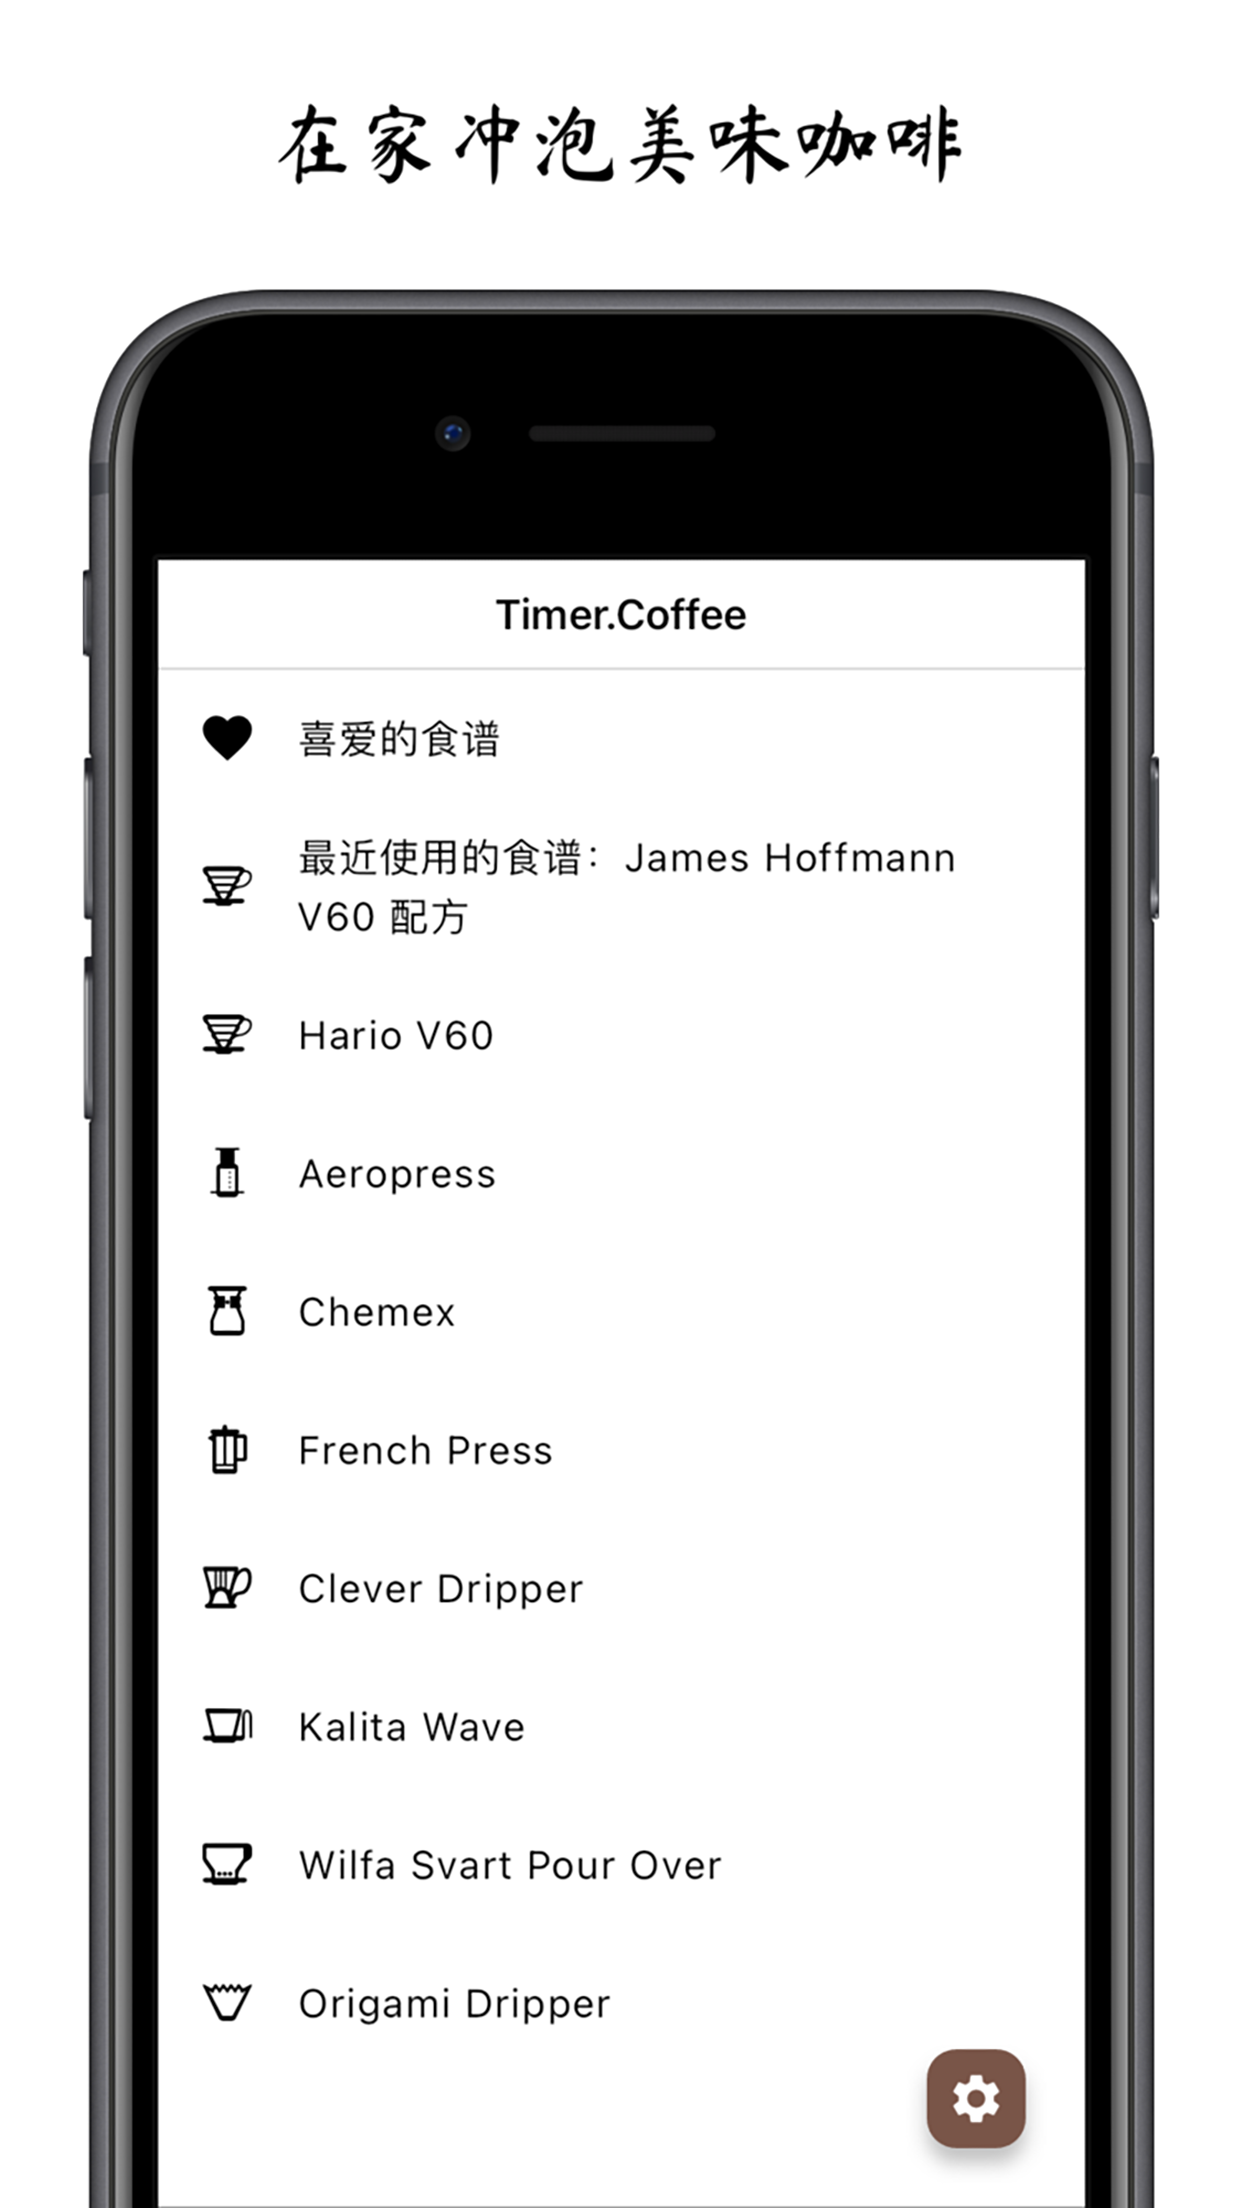 在家冲泡美味咖啡
Timer.Coffee
喜爱的食谱
最近使用的食谱：James Hoffmann
V60 配方
Hario V60
Aeropress
Chemex
French Press
Clever Dripper
Kalita Wave
Wilfa Svart Pour Over
Origami Dripper